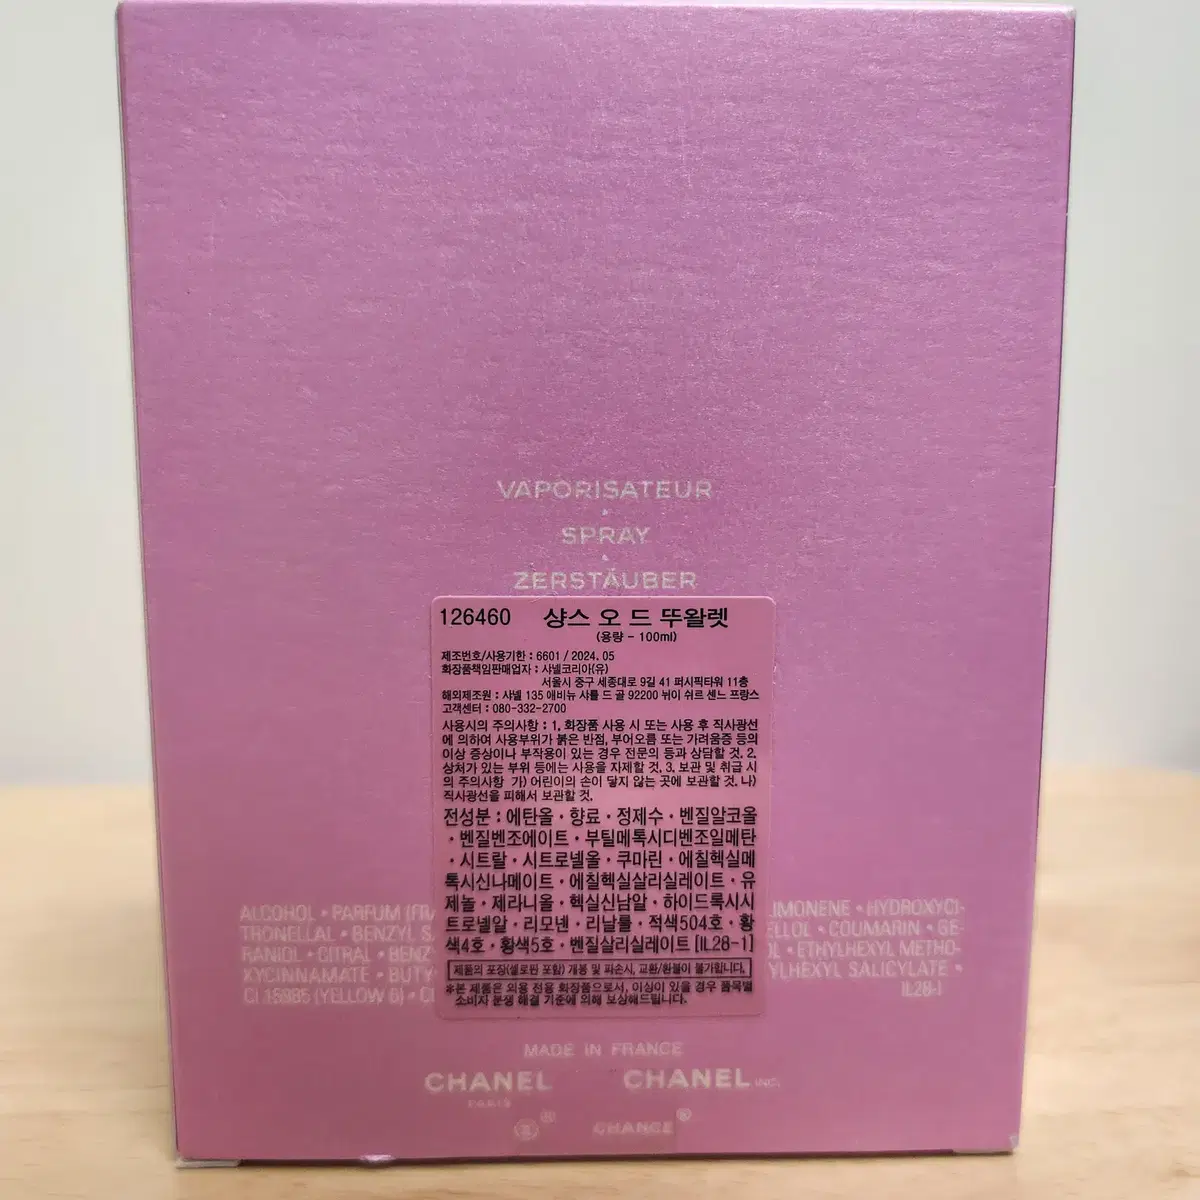 VAPORISATEUR
SPRAY
ZERSTÄUBER
126460 샹스 오 드 뚜왈렛
(용량 - 100ml)
제조번호/사용기한 : 6601 / 2024. 05
화장품책임판매업자 : 샤넬코리아(유)
서울시 중구 세종대로 9길 41 퍼시픽타워 11층
해외제조원 : 샤넬 135 애비뉴 샤를 드 골 92200 뉘이 쉬르 센느 프랑스
고객센터 : 080-332-2700
사용시의 주의사항 : 1. 화장품 사용 시 또는 사용 후 직사광선
에 의하여 사용부위가 붉은 반점, 부어오름 또는 가려움증 등의
이상 증상이나 부작용이 있는 경우 전문의 등과 상담할 것. 2.
상처가 있는 부위 등에는 사용을 자제할 것. 3. 보관 및 취급 시
의 주의사항 가) 어린이의 손이 닿지 않는 곳에 보관할 것. 나)
직사광선을 피해서 보관할 것.
전성분 : 에탄올 · 향료 · 정제수 · 벤질알코올
· 벤질벤조에이트 · 부틸메톡시디벤조일메탄
· 시트랄 · 시트로넬올 · 쿠마린 · 에칠헥실메
톡시신나메이트 · 에칠헥실살리실레이트 · 유
제놀 · 제라니올 · 헥실신남알 · 하이드록시시
트로넬알 · 리모넨 · 리날룰 · 적색504호 · 황
색4호 · 황색5호 · 벤질살리실레이트 [IL28-1]
제품의 포장(셀로판 포함) 개봉 및 파손시, 교환/환불이 불가합니다.
※본 제품은 외용 전용 화장품으로서, 이상이 있을 경우 품목별
소비자 분쟁 해결 기준에 의해 보상해드립니다.
ALCOHOL • PARFUM (FRA IMONENE • HYDROXYCI-
TRONELLAL • BENZYL S ELLOL • COUMARIN • GE-
RANIOL • CITRAL • BENZ OL • ETHYLHEXYL METHO-
XYCINNAMATE • BUTY YLHEXYL SALICYLATE •
CI 15985 (YELLOW 6) • C IL28-1
MADE IN FRANCE
CHANEL CHANEL INC.
PARIS
® CHANCE®